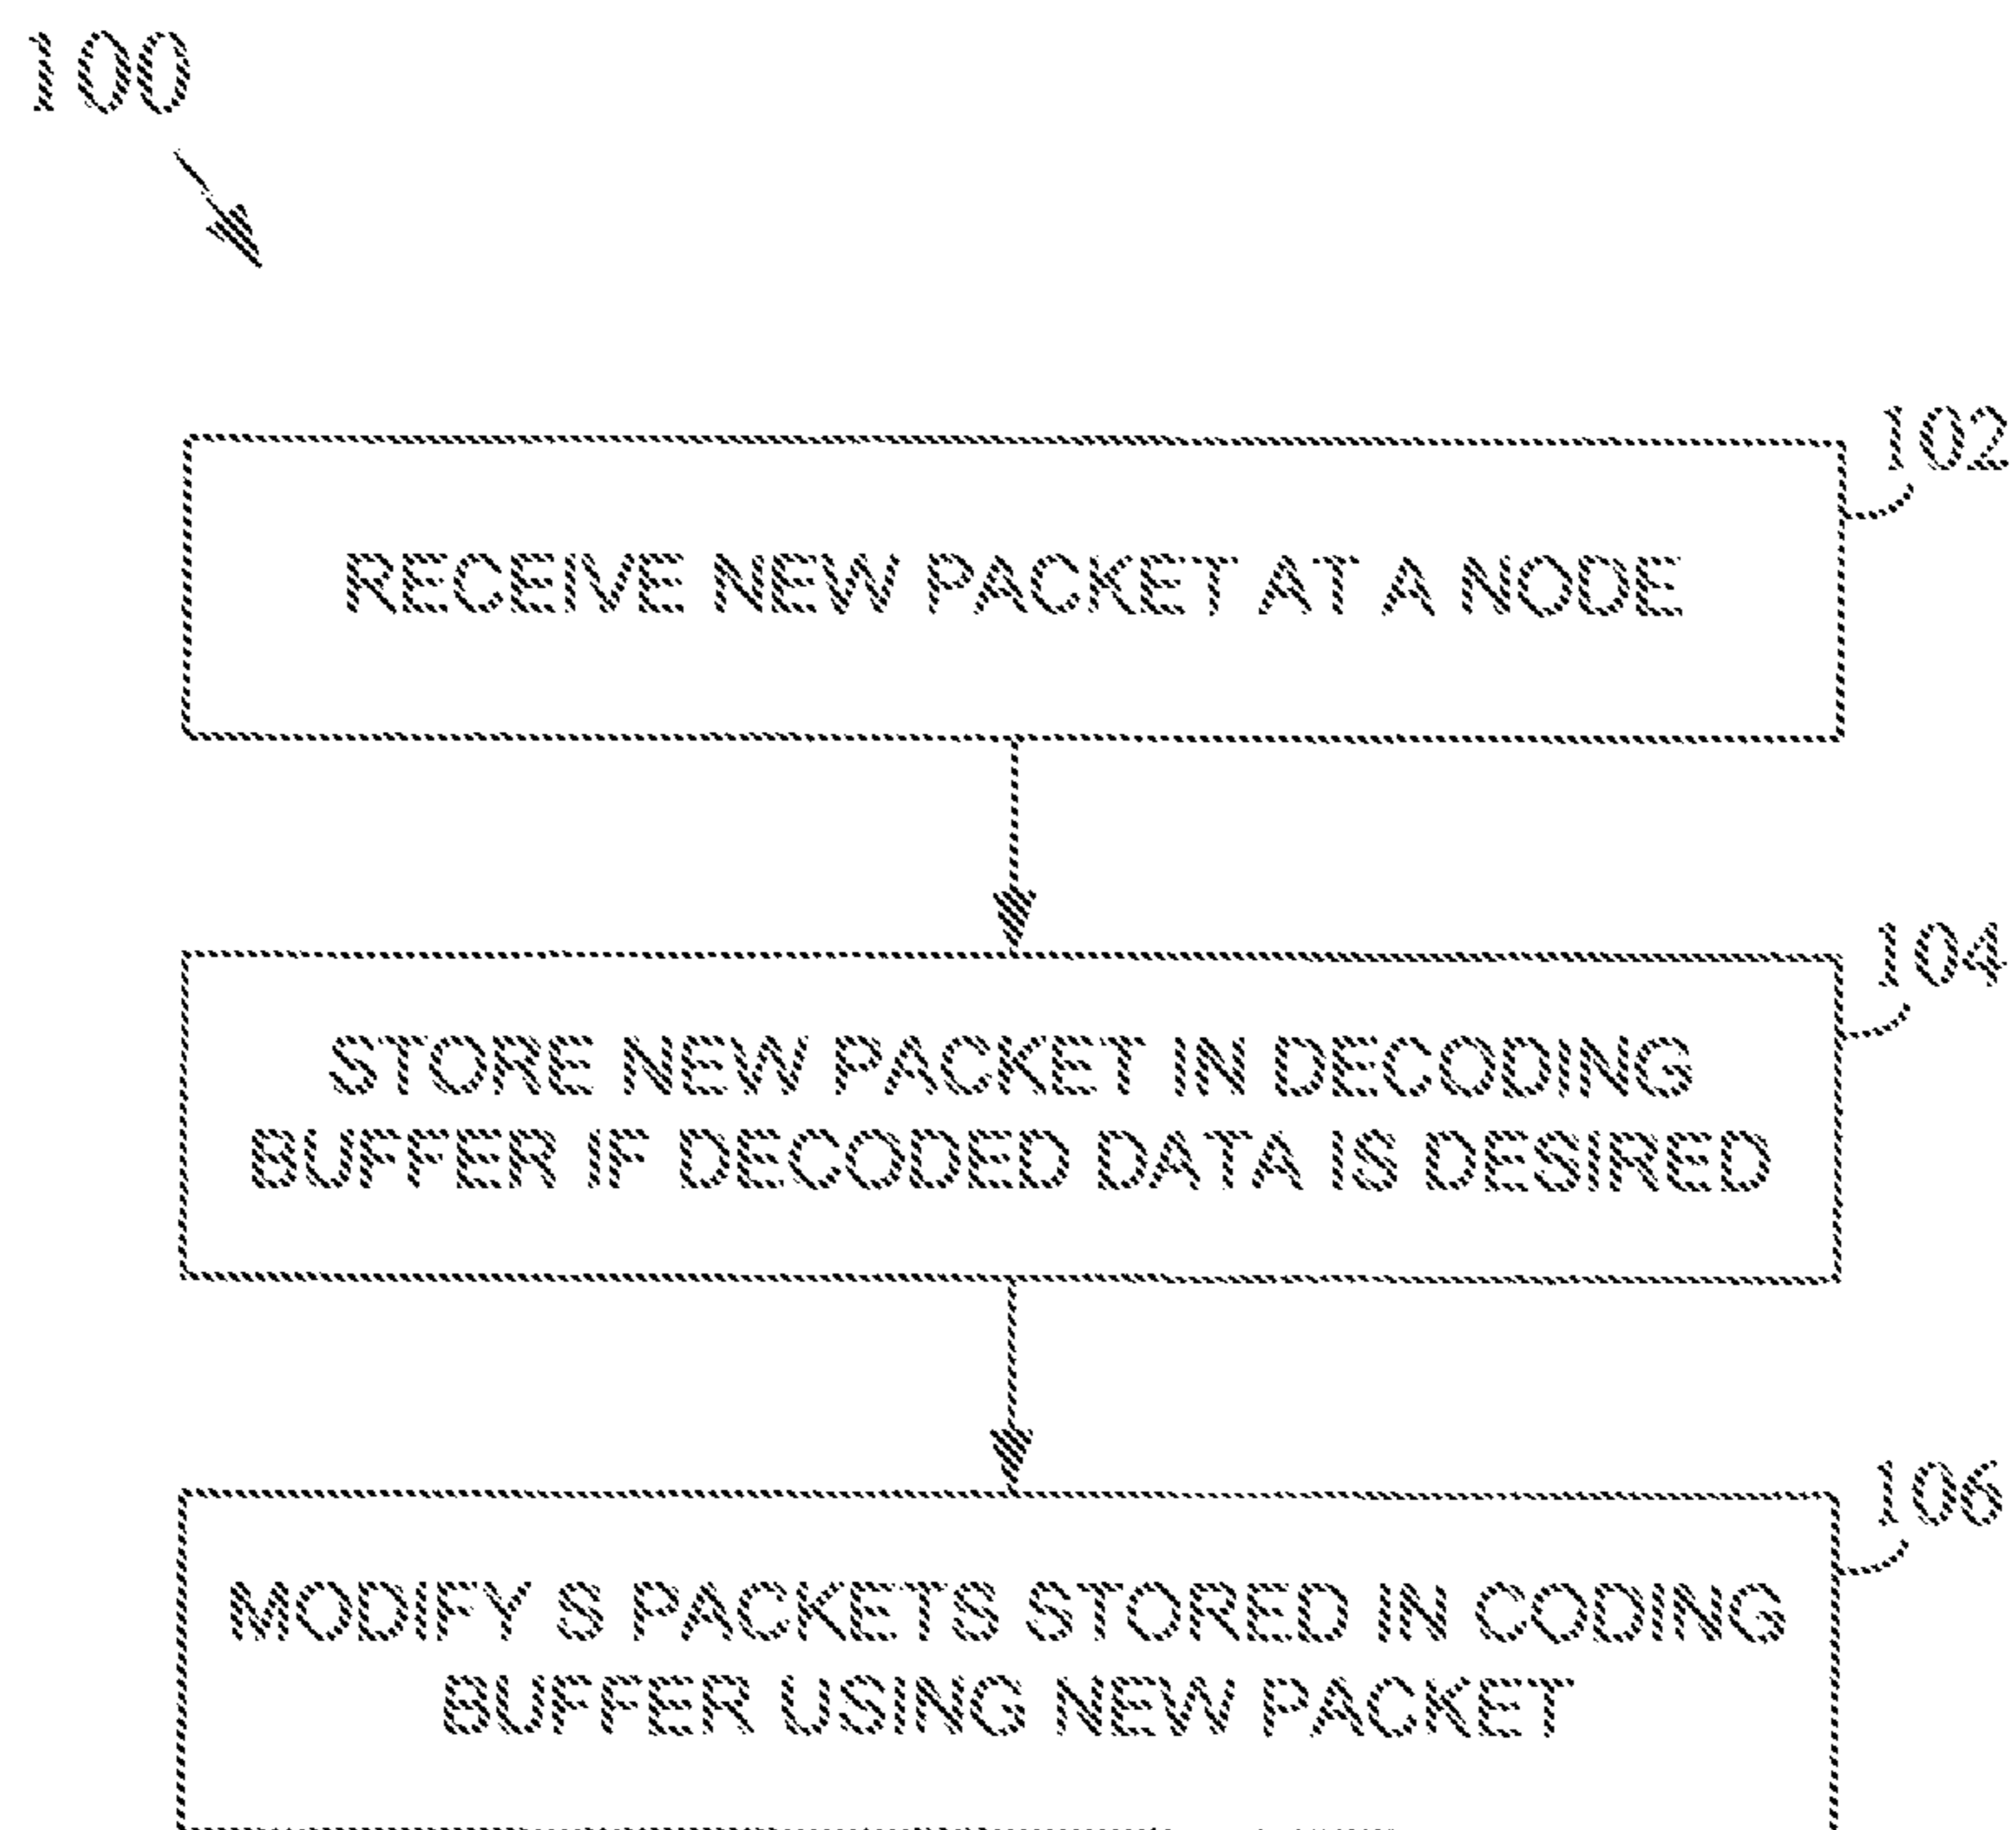 100
102
RECEIVE NEW PACKET AT A NODE
104
STORE NEW PACKET IN DECODING
BUFFER IF DECODED DATA IS DESIRED
106
MODIFY S PACKETS STORED IN CODING
BUFFER USING NEW PACKET